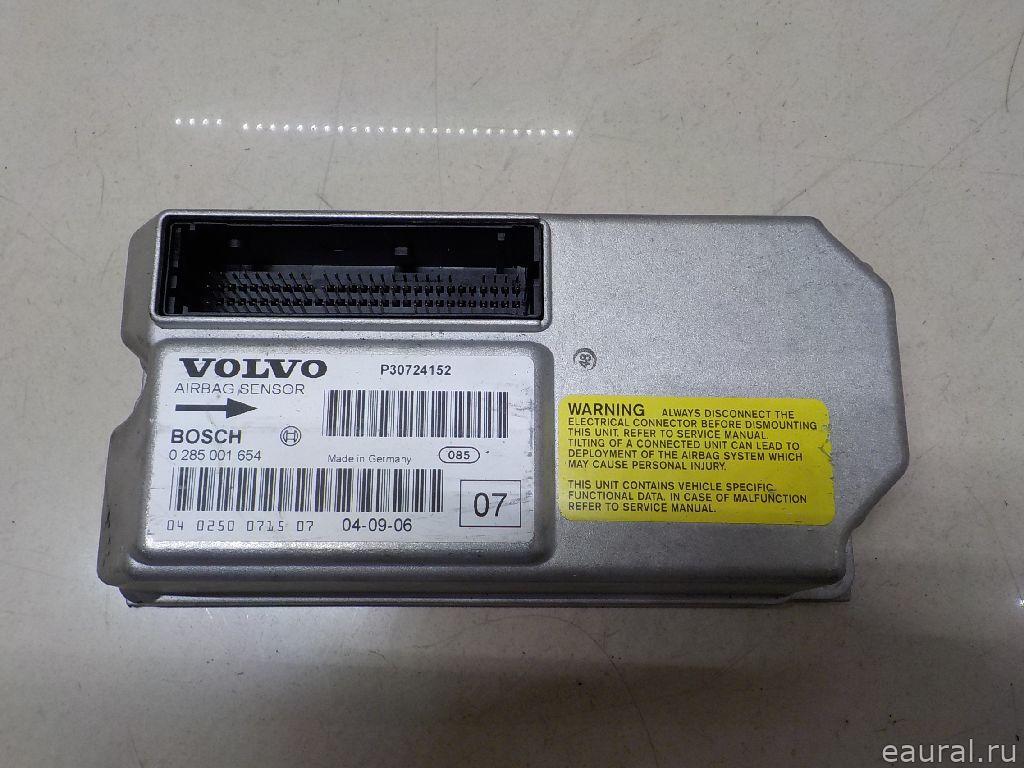 VOLVO
P30724152
AIRBAG SENSOR
BOSCH
0 285 001 654
Made in Germany
085
04 0250 0715 07
04-09-06
07
48
WARNING ALWAYS DISCONNECT THE
ELECTRICAL CONNECTOR BEFORE DISMOUNTING
THIS UNIT. REFER TO SERVICE MANUAL.
TILTING OF A CONNECTED UNIT CAN LEAD TO
DEPLOYMENT OF THE AIRBAG SYSTEM WHICH
MAY CAUSE PERSONAL INJURY.
THIS UNIT CONTAINS VEHICLE SPECIFIC
FUNCTIONAL DATA. IN CASE OF MALFUNCTION
REFER TO SERVICE MANUAL.
eaural.ru